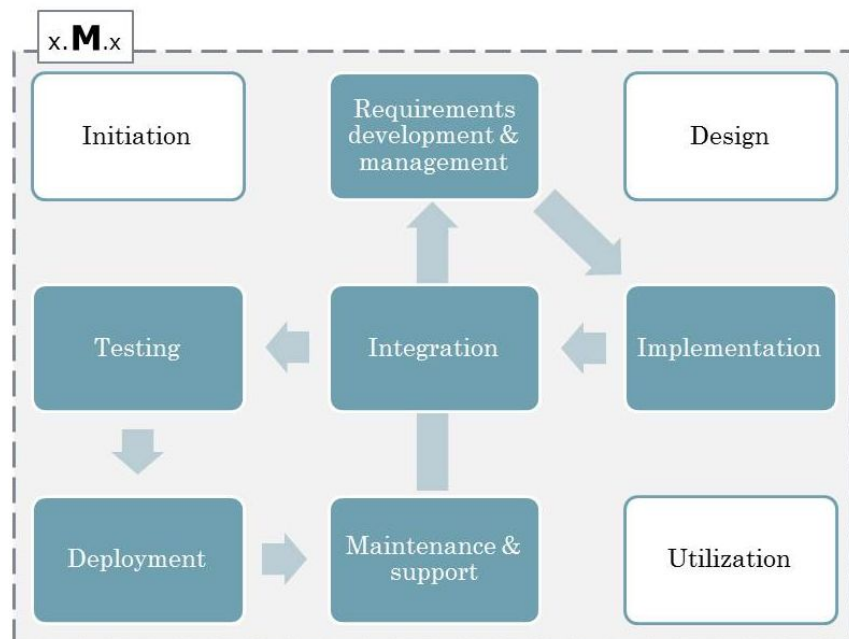 x.M.x
Initiation
Requirements
development &
management
Design
Testing
Integration
Implementation
Deployment
Maintenance &
support
Utilization